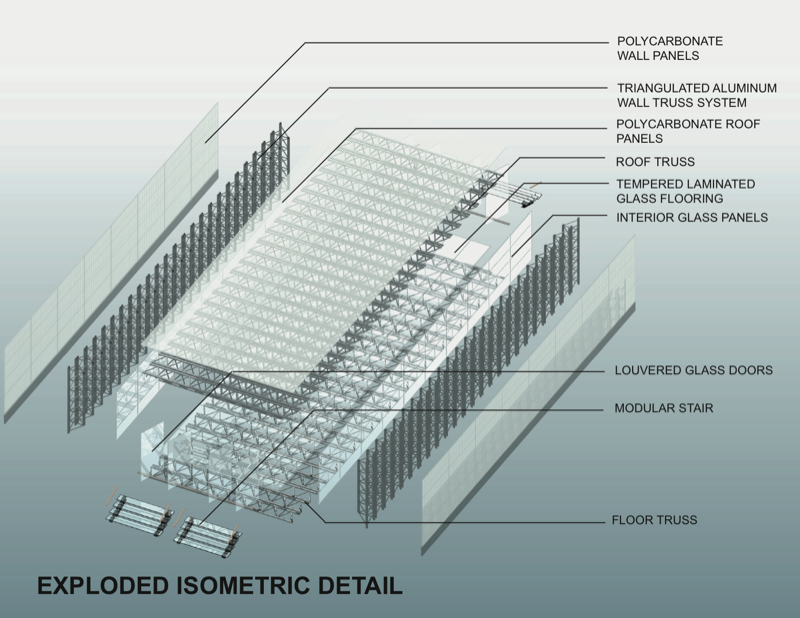 POLYCARBONATE
WALL PANELS
TRIANGULATED ALUMINUM
WALL TRUSS SYSTEM
POLYCARBONATE ROOF
PANELS
ROOF TRUSS
TEMPERED LAMINATED
GLASS FLOORING
INTERIOR GLASS PANELS
LOUVERED GLASS DOORS
MODULAR STAIR
FLOOR TRUSS
EXPLODED ISOMETRIC DETAIL